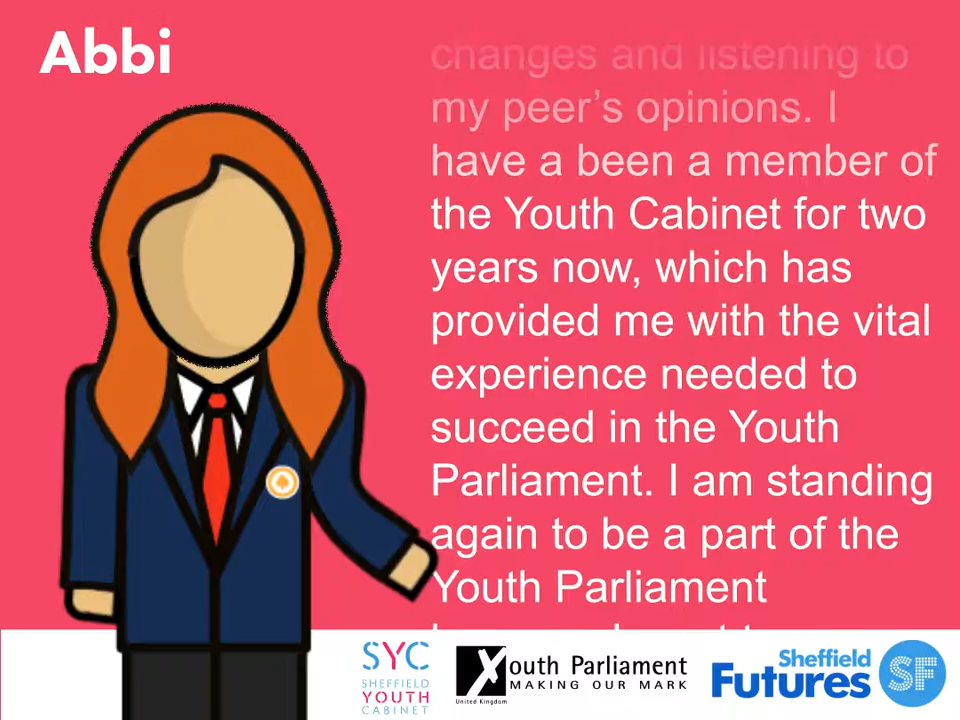 Abbi
changes and listening to
my peer's opinions. I
have a been a member of
the Youth Cabinet for two
years now, which has
provided me with the vital
experience needed to
succeed in the Youth
Parliament. I am standing
again to be a part of the
Youth Parliament
SYC
SHEFFIELD
YOUTH
CABINET
Youth Parliament
MAKING OUR MARK
United Kingdom
Sheffield
Futures
SF